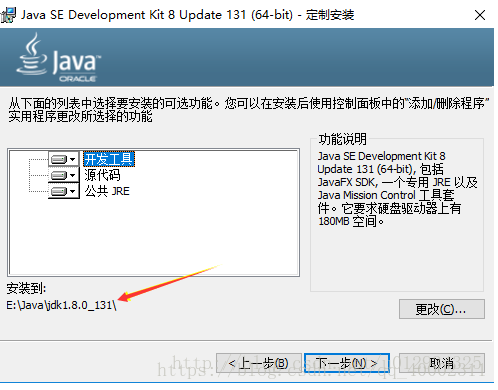 Java SE Development Kit 8 Update 131 (64-bit) - 定制安装
Java
ORACLE
从下面的列表中选择要安装的可选功能。您可以在安装后使用控制面板中的"添加/删除程序"
实用程序更改所选择的功能
开发工具
源代码
公共 JRE
功能说明
Java SE Development Kit 8
Update 131 (64-bit), 包括
JavaFX SDK, 一个专用 JRE 以及
Java Mission Control 工具套
件。它要求硬盘驱动器上有
180MB 空间。
安装到:
E:\Java\jdk1.8.0_131\
更改(C)...
< 上一步(B)
下一步(N) >
取消